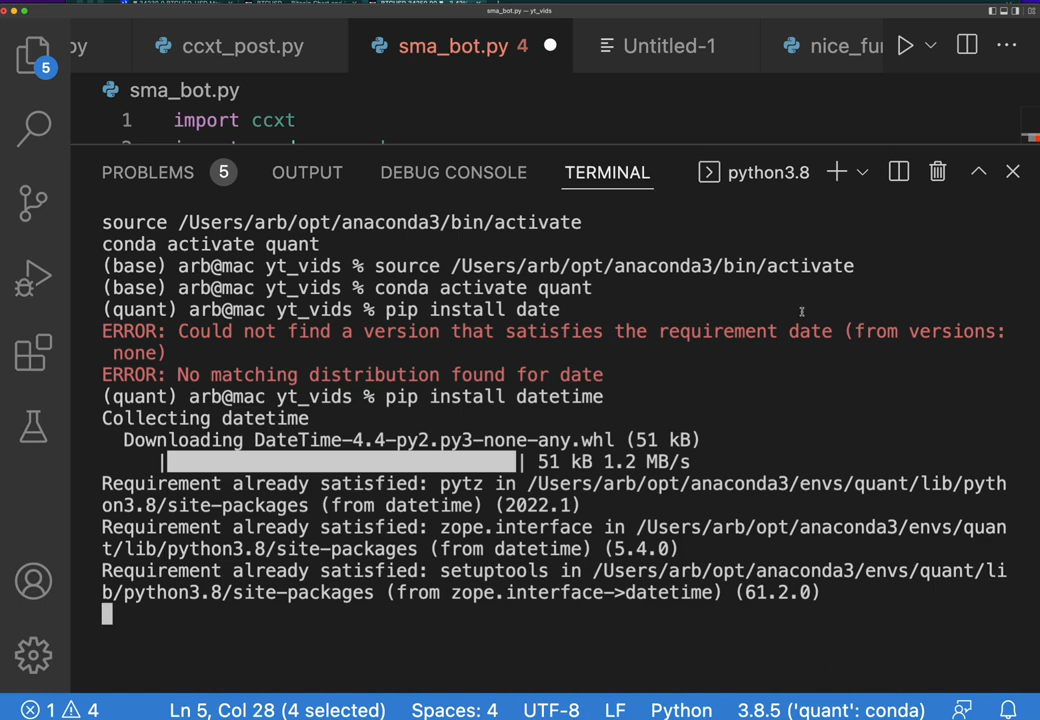 sma_bot.py — yt_vids
py
ccxt_post.py
sma_bot.py 4
Untitled-1
nice_fun
5
sma_bot.py
1 import ccxt
PROBLEMS 5 OUTPUT DEBUG CONSOLE TERMINAL python3.8
source /Users/arb/opt/anaconda3/bin/activate
conda activate quant
(base) arb@mac yt_vids % source /Users/arb/opt/anaconda3/bin/activate
(base) arb@mac yt_vids % conda activate quant
(quant) arb@mac yt_vids % pip install date
ERROR: Could not find a version that satisfies the requirement date (from versions:
none)
ERROR: No matching distribution found for date
(quant) arb@mac yt_vids % pip install datetime
Collecting datetime
Downloading DateTime-4.4-py2.py3-none-any.whl (51 kB)
| | 51 kB 1.2 MB/s
Requirement already satisfied: pytz in /Users/arb/opt/anaconda3/envs/quant/lib/pyth
on3.8/site-packages (from datetime) (2022.1)
Requirement already satisfied: zope.interface in /Users/arb/opt/anaconda3/envs/quan
t/lib/python3.8/site-packages (from datetime) (5.4.0)
Requirement already satisfied: setuptools in /Users/arb/opt/anaconda3/envs/quant/li
b/python3.8/site-packages (from zope.interface->datetime) (61.2.0)
1 4 Ln 5, Col 28 (4 selected) Spaces: 4 UTF-8 LF Python 3.8.5 ('quant': conda)